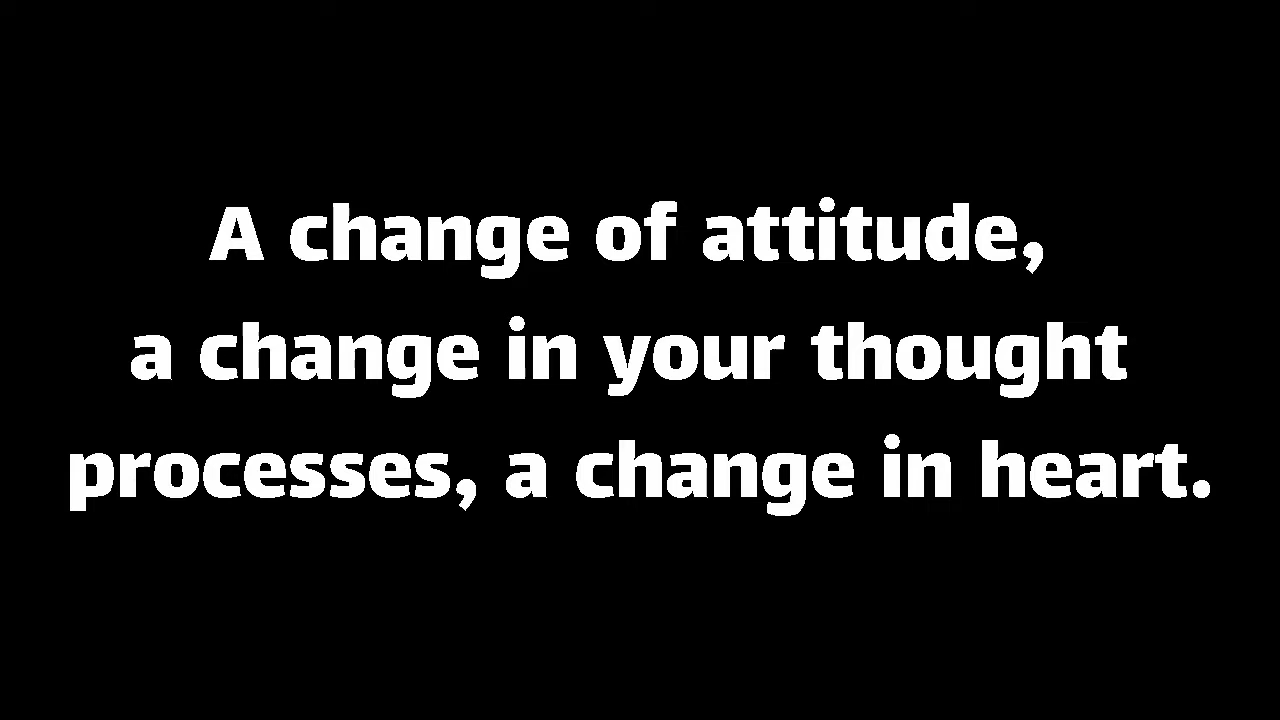 A change of attitude,
a change in your thought
processes, a change in heart.